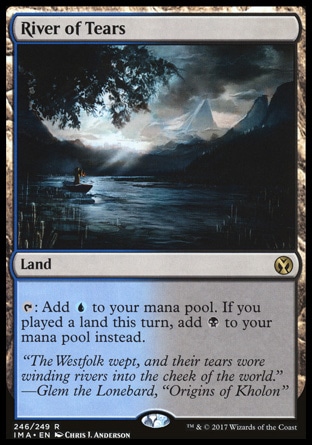 River of Tears
Land
: Add to your mana pool. If you
played a land this turn, add to your
mana pool instead.
“The Westfolk wept, and their tears wore
winding rivers into the cheek of the world.”
—Glem the Lonebard, “Origins of Kholon”
246/249 R
IMA • EN Chris J. Anderson
™ & © 2017 Wizards of the Coast